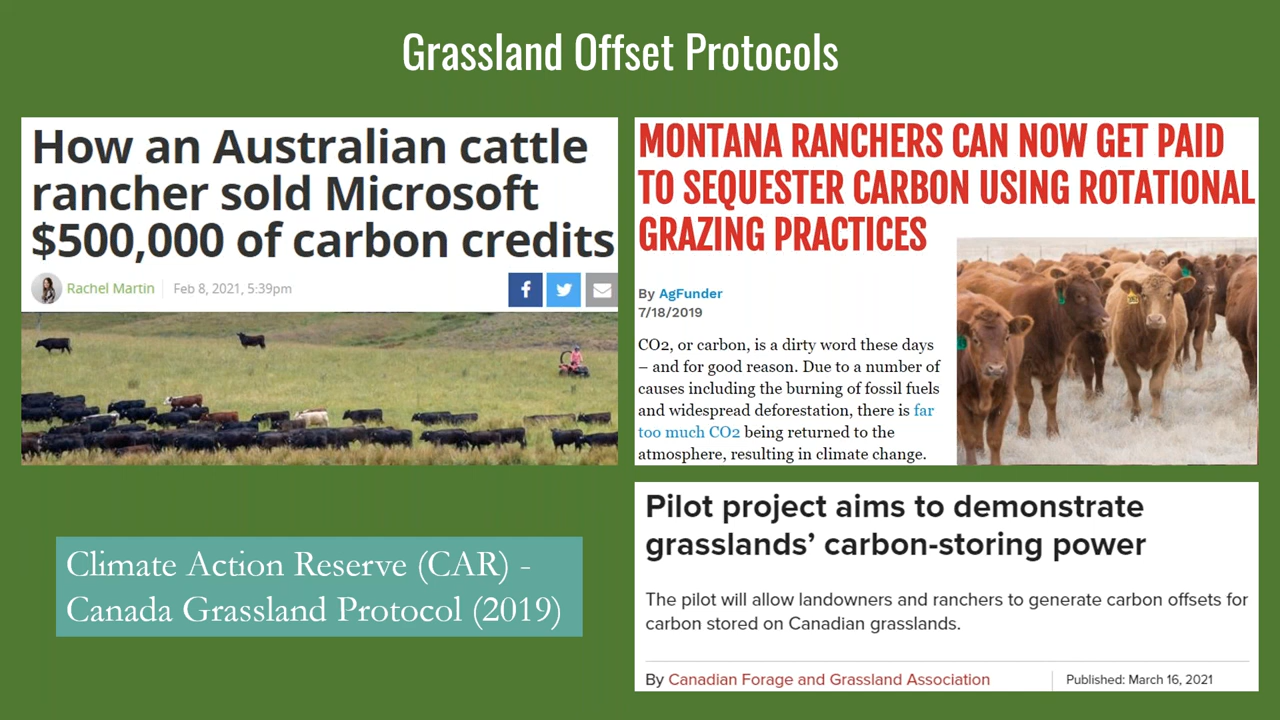 Grassland Offset Protocols
How an Australian cattle
rancher sold Microsoft
$500,000 of carbon credits
Rachel Martin Feb 8, 2021, 5:39pm
MONTANA RANCHERS CAN NOW GET PAID
TO SEQUESTER CARBON USING ROTATIONAL
GRAZING PRACTICES
By AgFunder
7/18/2019
CO2, or carbon, is a dirty word these days
– and for good reason. Due to a number of
causes including the burning of fossil fuels
and widespread deforestation, there is far
too much CO2 being returned to the
atmosphere, resulting in climate change.
Climate Action Reserve (CAR) -
Canada Grassland Protocol (2019)
Pilot project aims to demonstrate
grasslands’ carbon-storing power
The pilot will allow landowners and ranchers to generate carbon offsets for
carbon stored on Canadian grasslands.
By Canadian Forage and Grassland Association Published: March 16, 2021